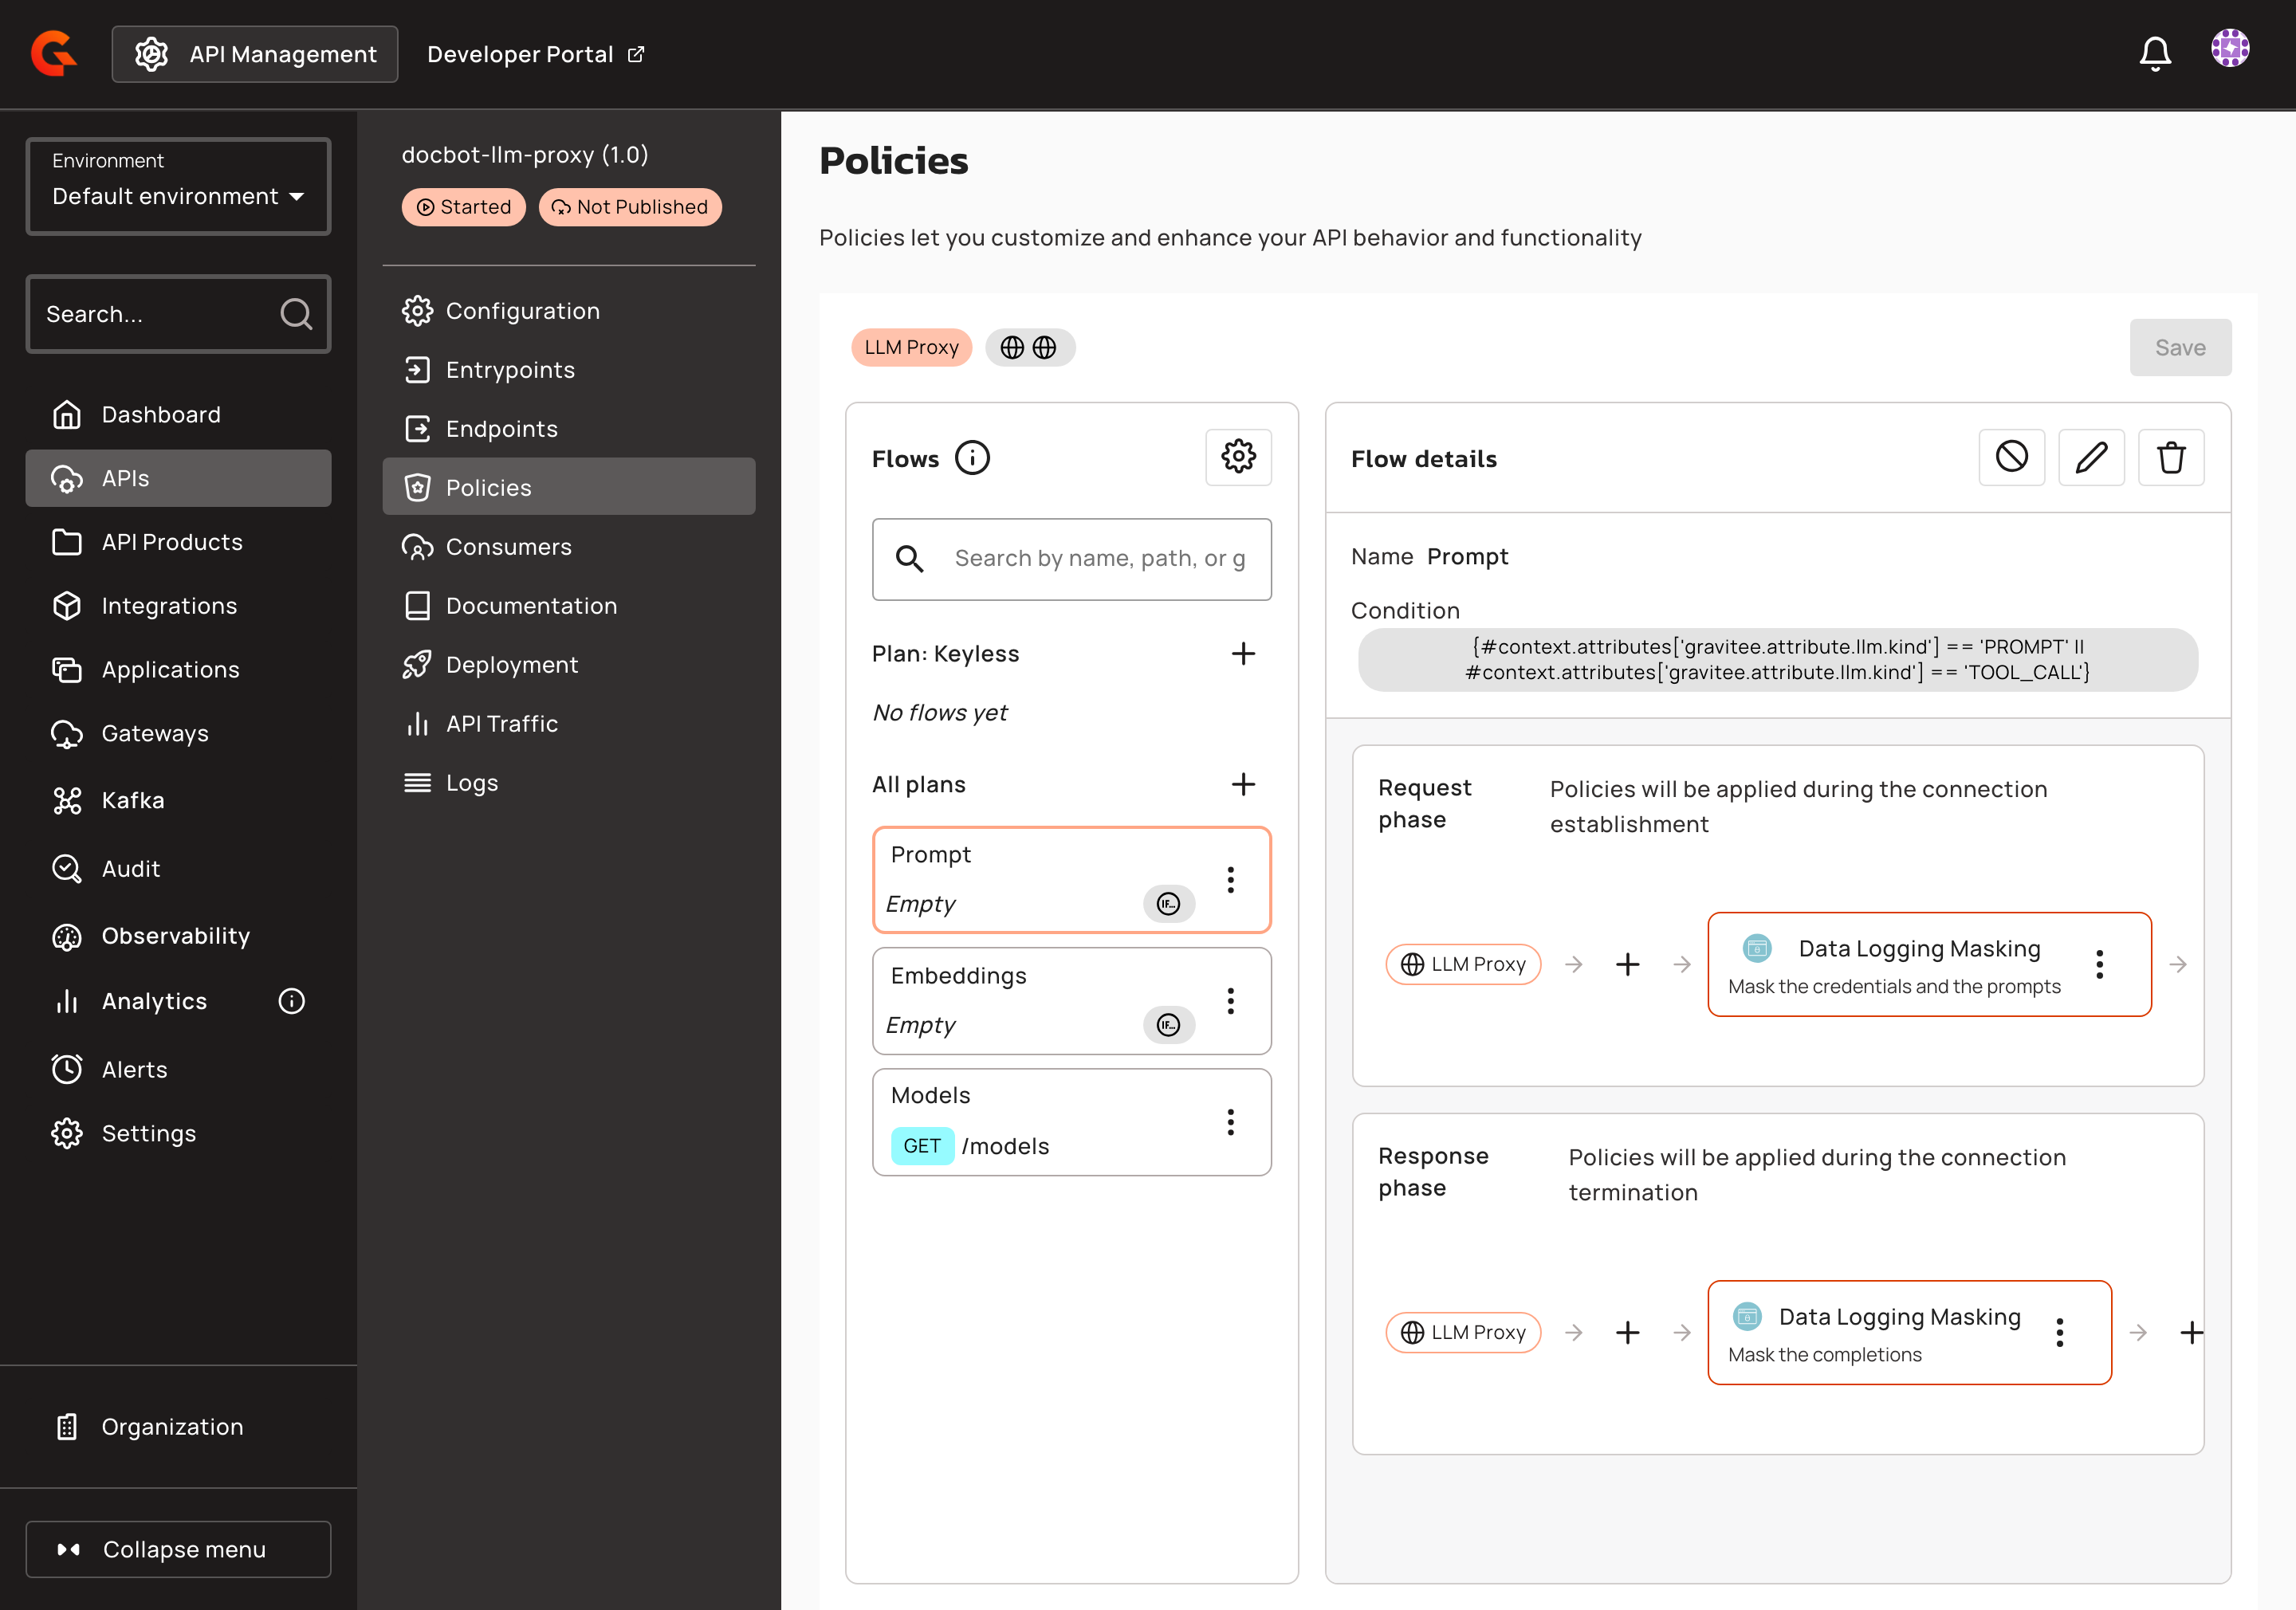 API Management
Developer Portal
Environment
Default environment
Search...
Dashboard
APIs
API Products
Integrations
Applications
Gateways
Kafka
Audit
Observability
Analytics
Alerts
Settings
Organization
Collapse menu
docbot-llm-proxy (1.0)
Started
Not Published
Configuration
Entrypoints
Endpoints
Policies
Consumers
Documentation
Deployment
API Traffic
Logs
Policies
Policies let you customize and enhance your API behavior and functionality
LLM Proxy
Save
Flows
Search by name, path, or g
Plan: Keyless
No flows yet
All plans
Prompt
Empty
IF...
Embeddings
Empty
IF...
Models
GET /models
Flow details
Name Prompt
Condition
{#context.attributes['gravitee.attribute.llm.kind'] == 'PROMPT' ||
#context.attributes['gravitee.attribute.llm.kind'] == 'TOOL_CALL'}
Request
phase
Policies will be applied during the connection
establishment
LLM Proxy
Data Logging Masking
Mask the credentials and the prompts
Response
phase
Policies will be applied during the connection
termination
LLM Proxy
Data Logging Masking
Mask the completions